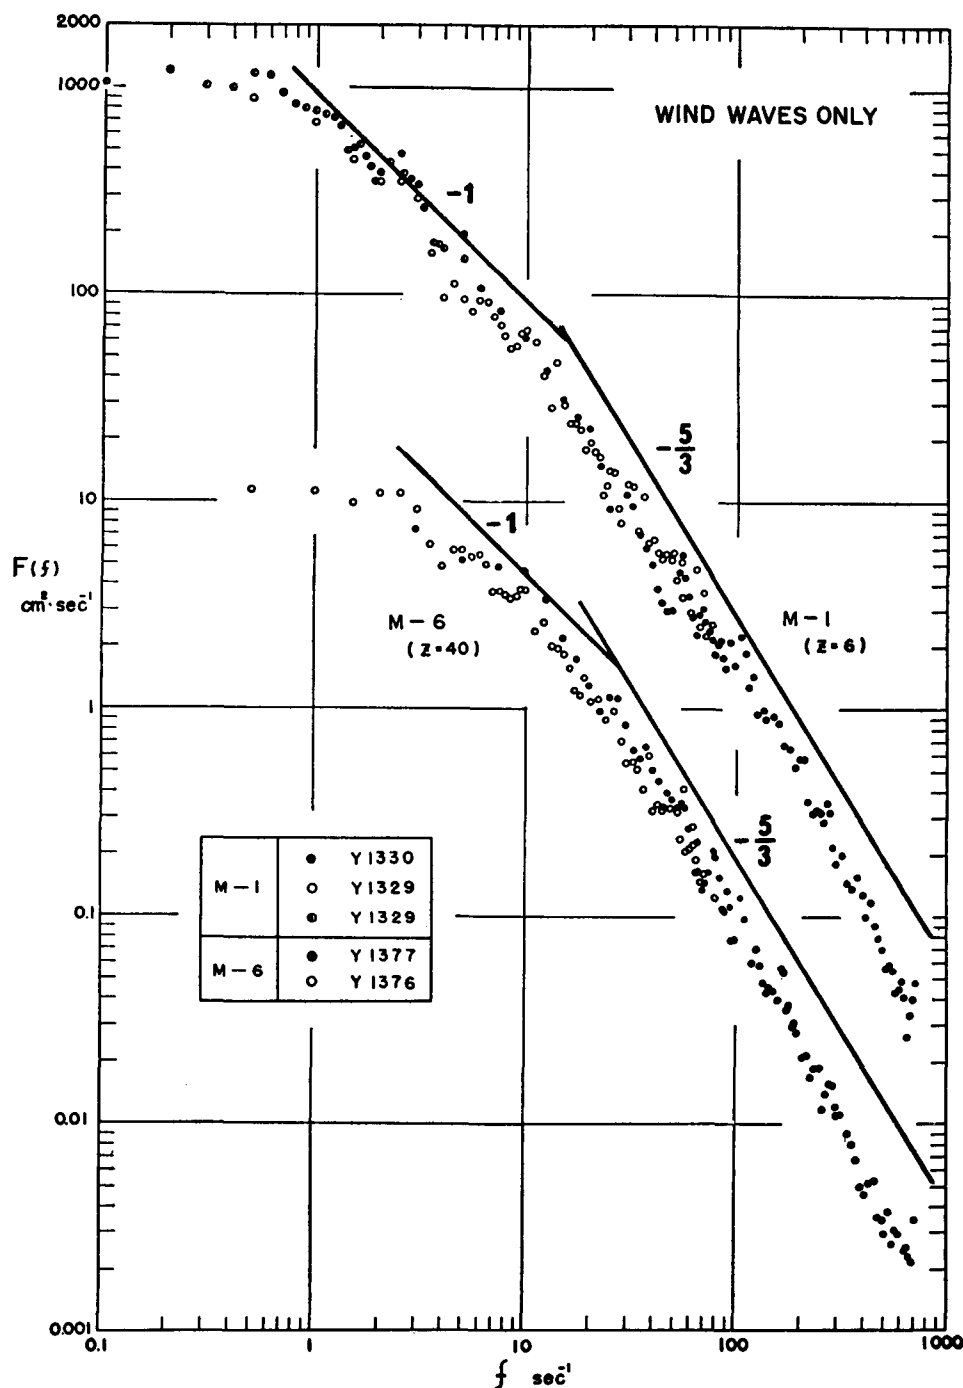 2000
1000
100
10
1
0.1
0.01
0.001
F(f)
cm²·sec⁻¹
WIND WAVES ONLY
-1
-5/3
M-1
(Z=6)
-1
M-6
(Z=40)
-5/3
M-1
● Y1330
○ Y1329
◐ Y1329
M-6
● Y1377
○ Y1376
0.1 1 10 100 1000
f sec⁻¹